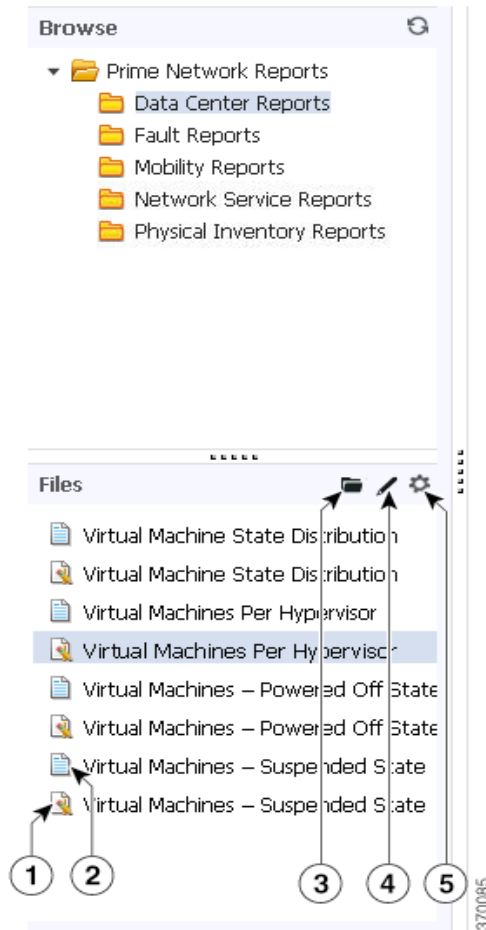 Browse
Prime Network Reports
Data Center Reports
Fault Reports
Mobility Reports
Network Service Reports
Physical Inventory Reports
Files
Virtual Machine State Distribution
Virtual Machine State Distribution
Virtual Machines Per Hypervisor
Virtual Machines Per Hypervisor
Virtual Machines – Powered Off State
Virtual Machines – Powered Off State
Virtual Machines – Suspended State
Virtual Machines – Suspended State
1 2 3 4 5
370085